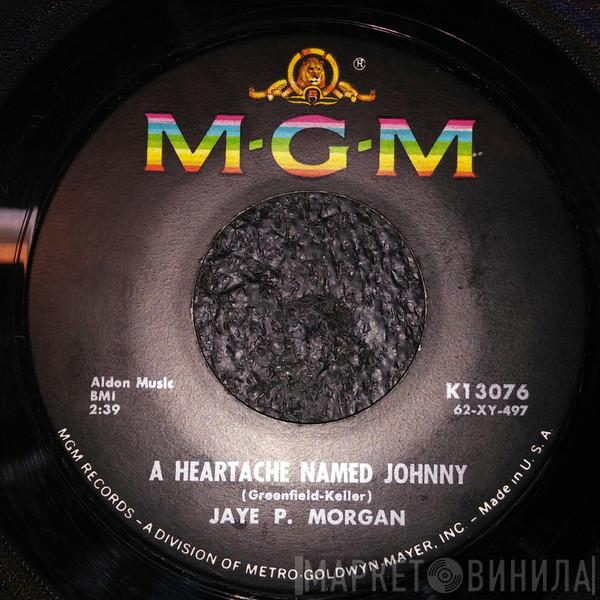 ®
M·G·M
Aldon Music
BMI
2:39
K13076
62-XY-497
A HEARTACHE NAMED JOHNNY
(Greenfield-Keller)
JAYE P. MORGAN
MGM RECORDS - A DIVISION OF METRO-GOLDWYN-MAYER, INC. - Made in U. S. A.
МАРКЕТ ВИНИЛА